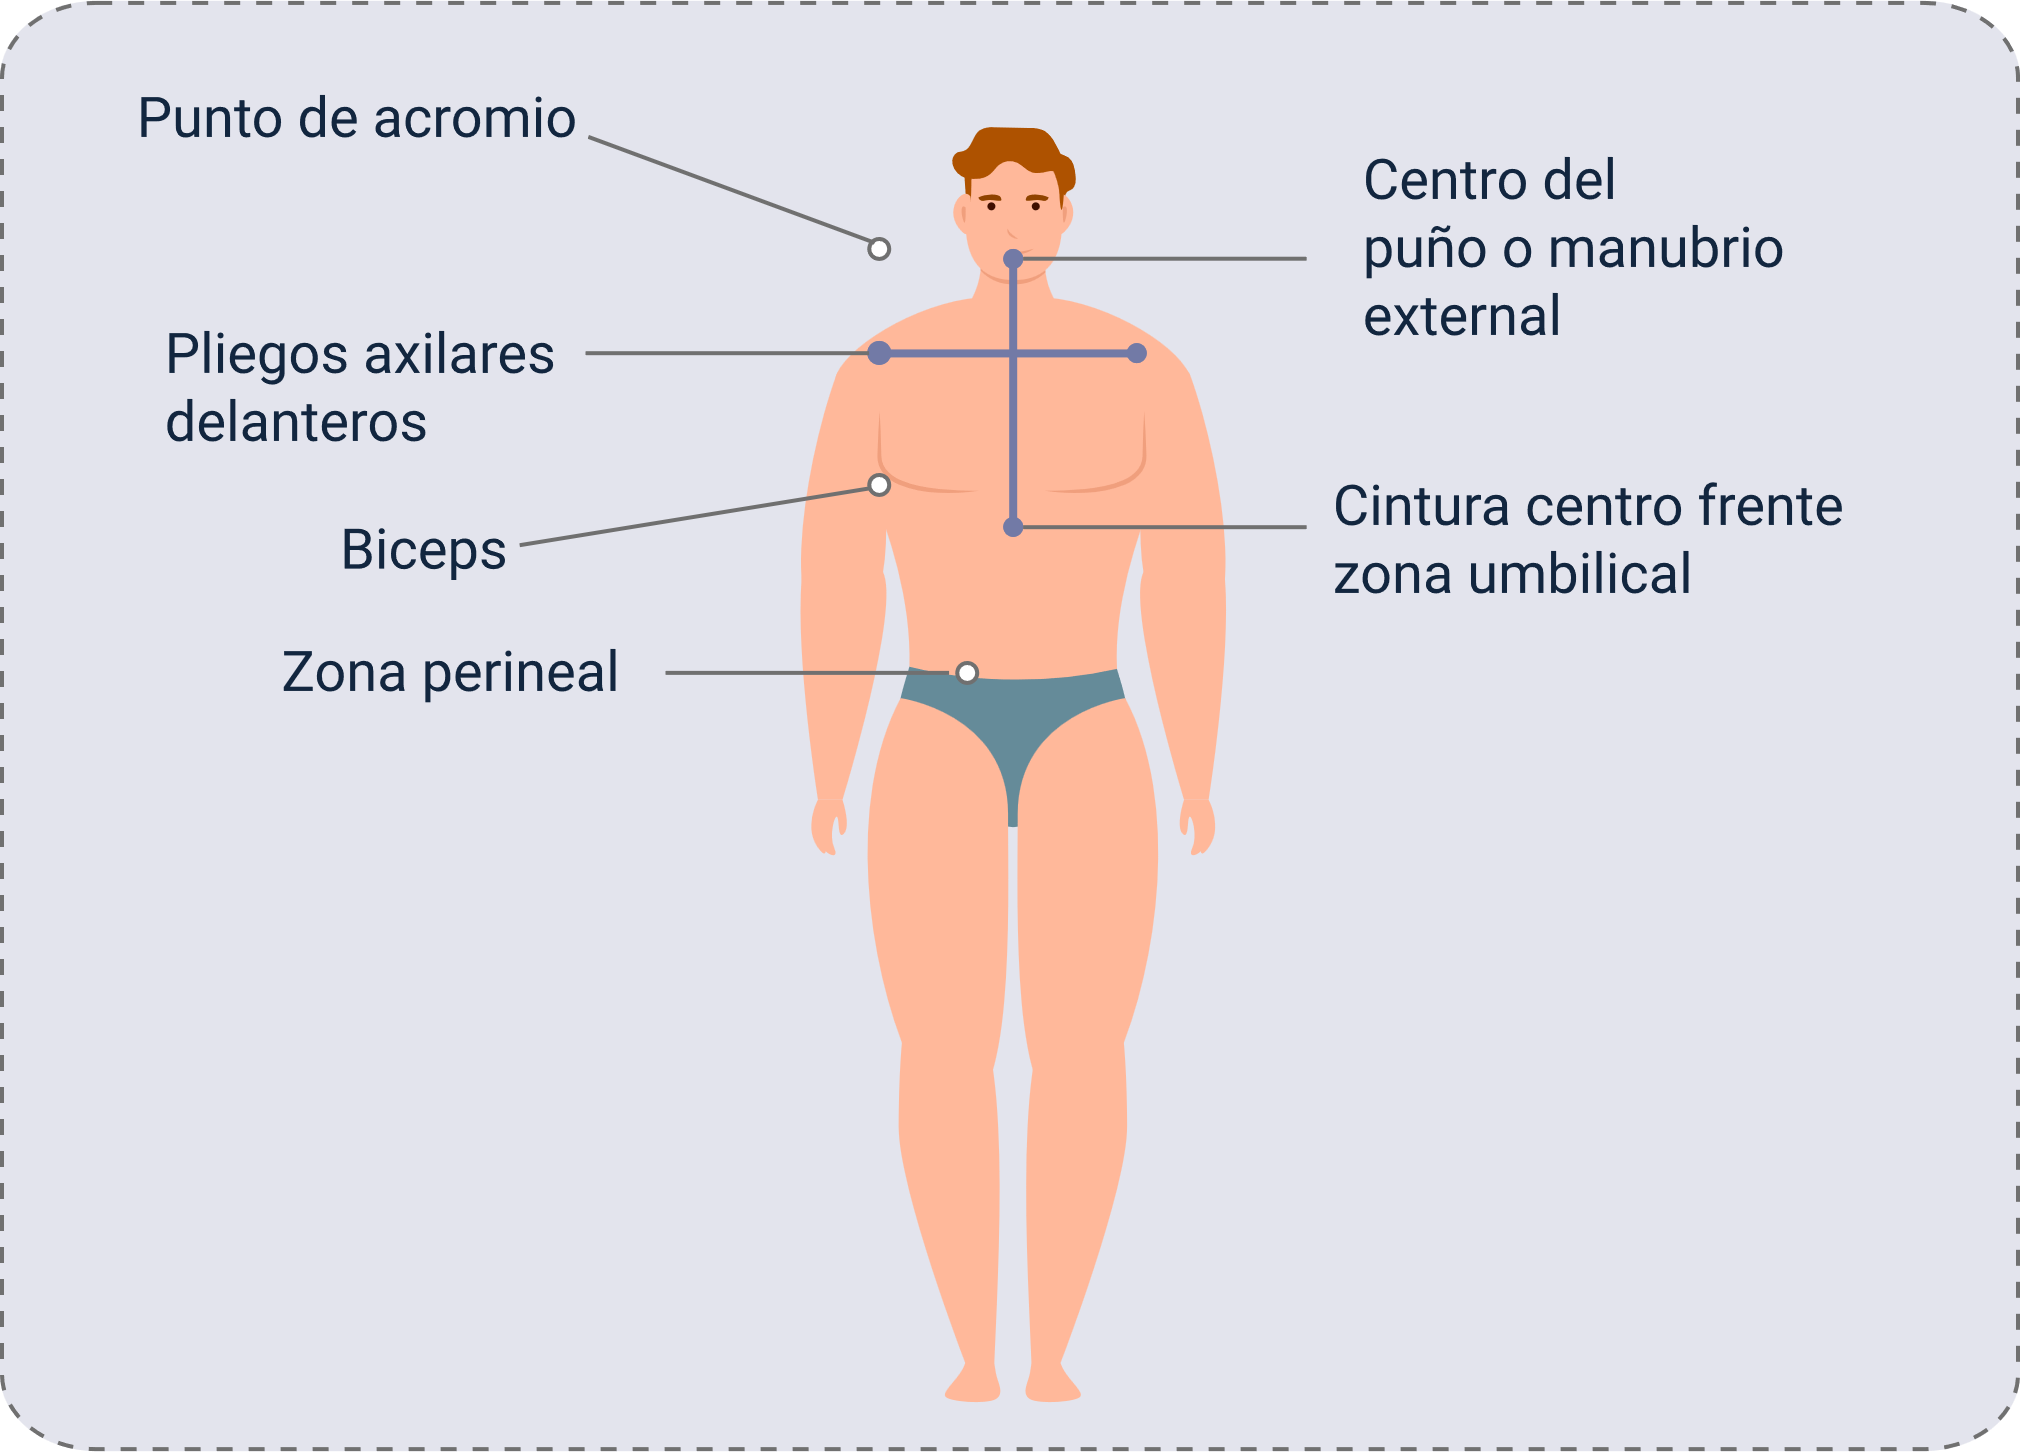 Punto de acromio
Centro del
puño o manubrio
external
Pliegos axilares
delanteros
Cintura centro frente
zona umbilical
Biceps
Zona perineal